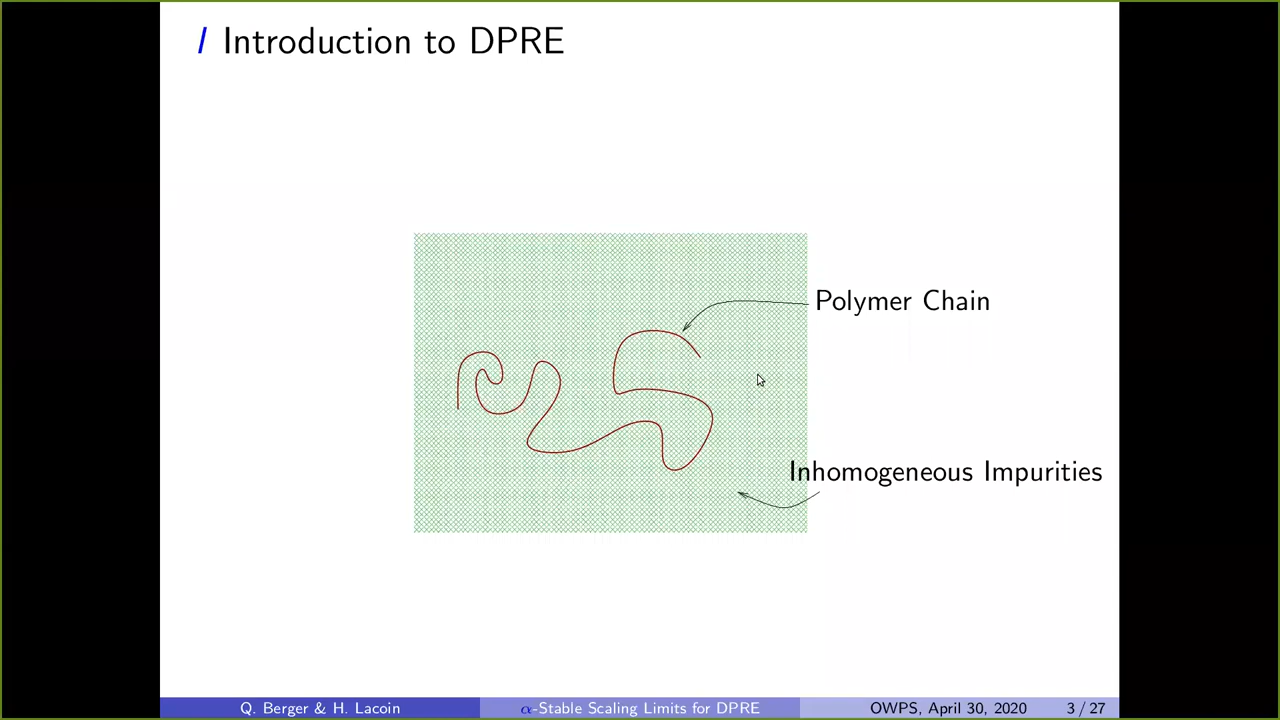 I Introduction to DPRE
Polymer Chain
Inhomogeneous Impurities
Q. Berger & H. Lacoin
α-Stable Scaling Limits for DPRE
OWPS, April 30, 2020
3 / 27